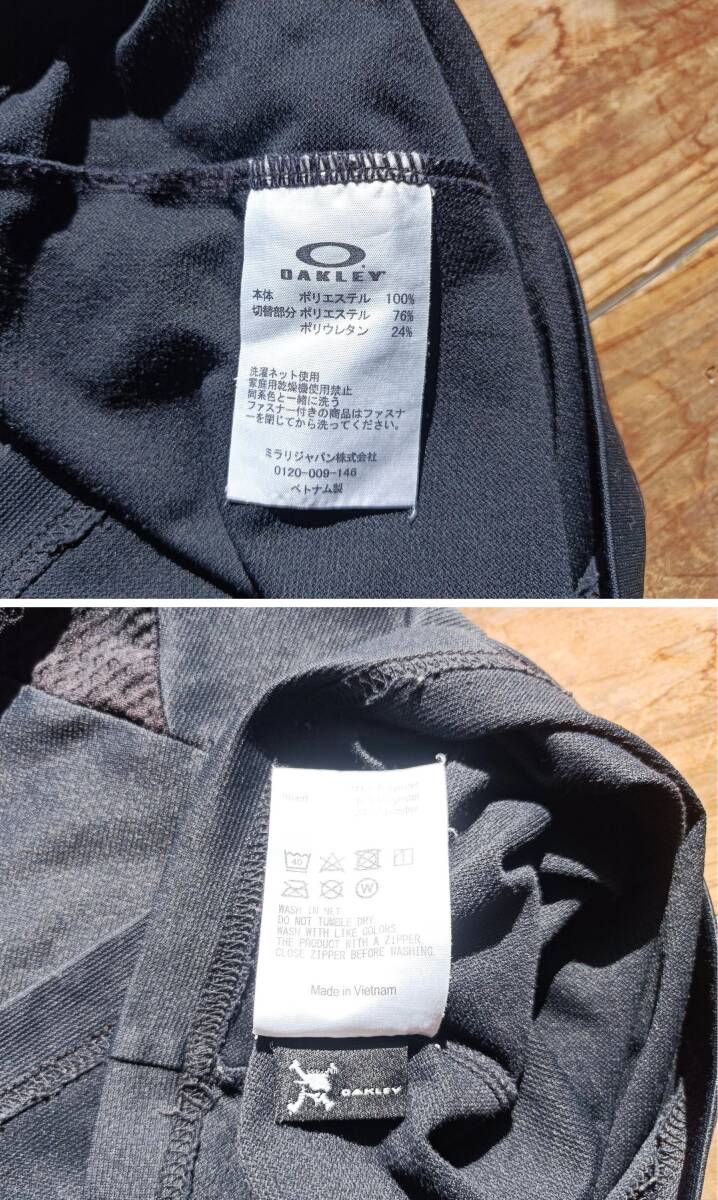 OAKLEY
本体 ポリエステル 100%
切替部分 ポリエステル 76%
ポリウレタン 24%
洗濯ネット使用
家庭用乾燥機使用禁止
同系色と一緒に洗う
ファスナー付きの商品はファスナ
ーを閉じてから洗ってください。
ミラリジャパン株式会社
0120-009-146
ベトナム製
40
W
WASH IN NET
DO NOT TUMBLE DRY
WASH WITH LIKE COLORS
THE PRODUCT WITH A ZIPPER,
CLOSE ZIPPER BEFORE WASHING.
Made in Vietnam
OAKLEY